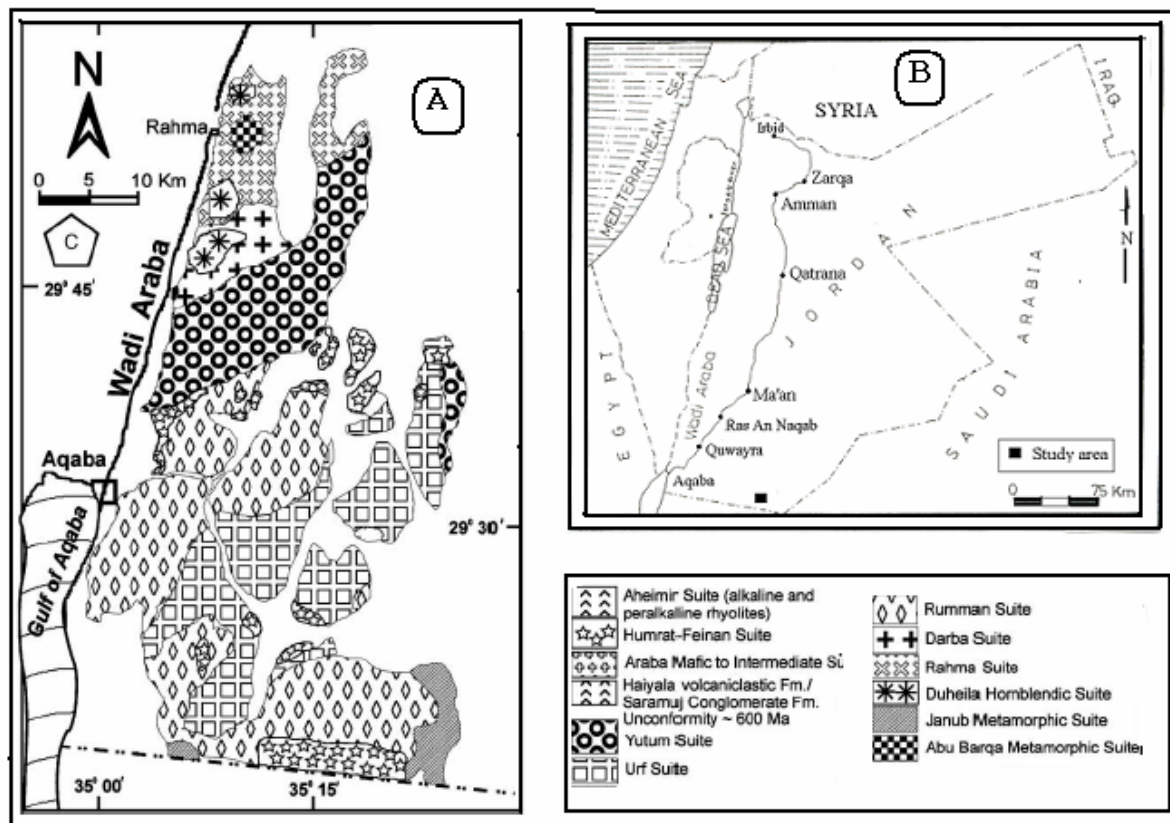 A
N
Rahma
0 5 10 Km
C
29° 45'
Wadi Araba
Aqaba
29° 30'
Gulf of Aqaba
35° 00'
35° 15'
B
MEDITERRANEAN SEA
SYRIA
IRAQ
Irbid
Zarqa
Amman
DEAD SEA
N
Qatrana
JORDAN
SAUDI ARABIA
EGYPT
Wadi Araba
Ma'an
Ras An Naqab
Quwayra
Aqaba
Study area
0 75 Km
Aheimir Suite (alkaline and
peralkaline rhyolites)
Humrat-Feinan Suite
Araba Mafic to Intermediate Su
Haiyala volcaniclastic Fm./
Saramuj Conglomerate Fm.
Unconformity ~ 600 Ma
Yutum Suite
Urf Suite
Rumman Suite
Darba Suite
Rahma Suite
Duheila Hornblendic Suite
Janub Metamorphic Suite
Abu Barqa Metamorphic Suite